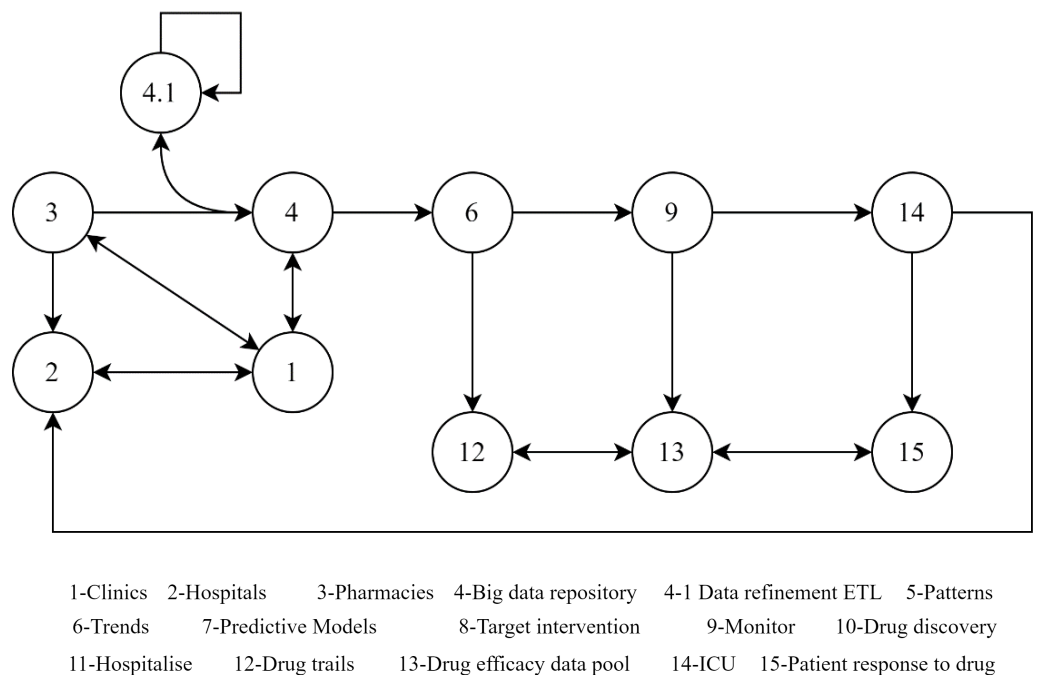 4.1
3 4 6 9 14
2 1
12 13 15
1-Clinics 2-Hospitals 3-Pharmacies 4-Big data repository 4-1 Data refinement ETL 5-Patterns
6-Trends 7-Predictive Models 8-Target intervention 9-Monitor 10-Drug discovery
11-Hospitalise 12-Drug trails 13-Drug efficacy data pool 14-ICU 15-Patient response to drug